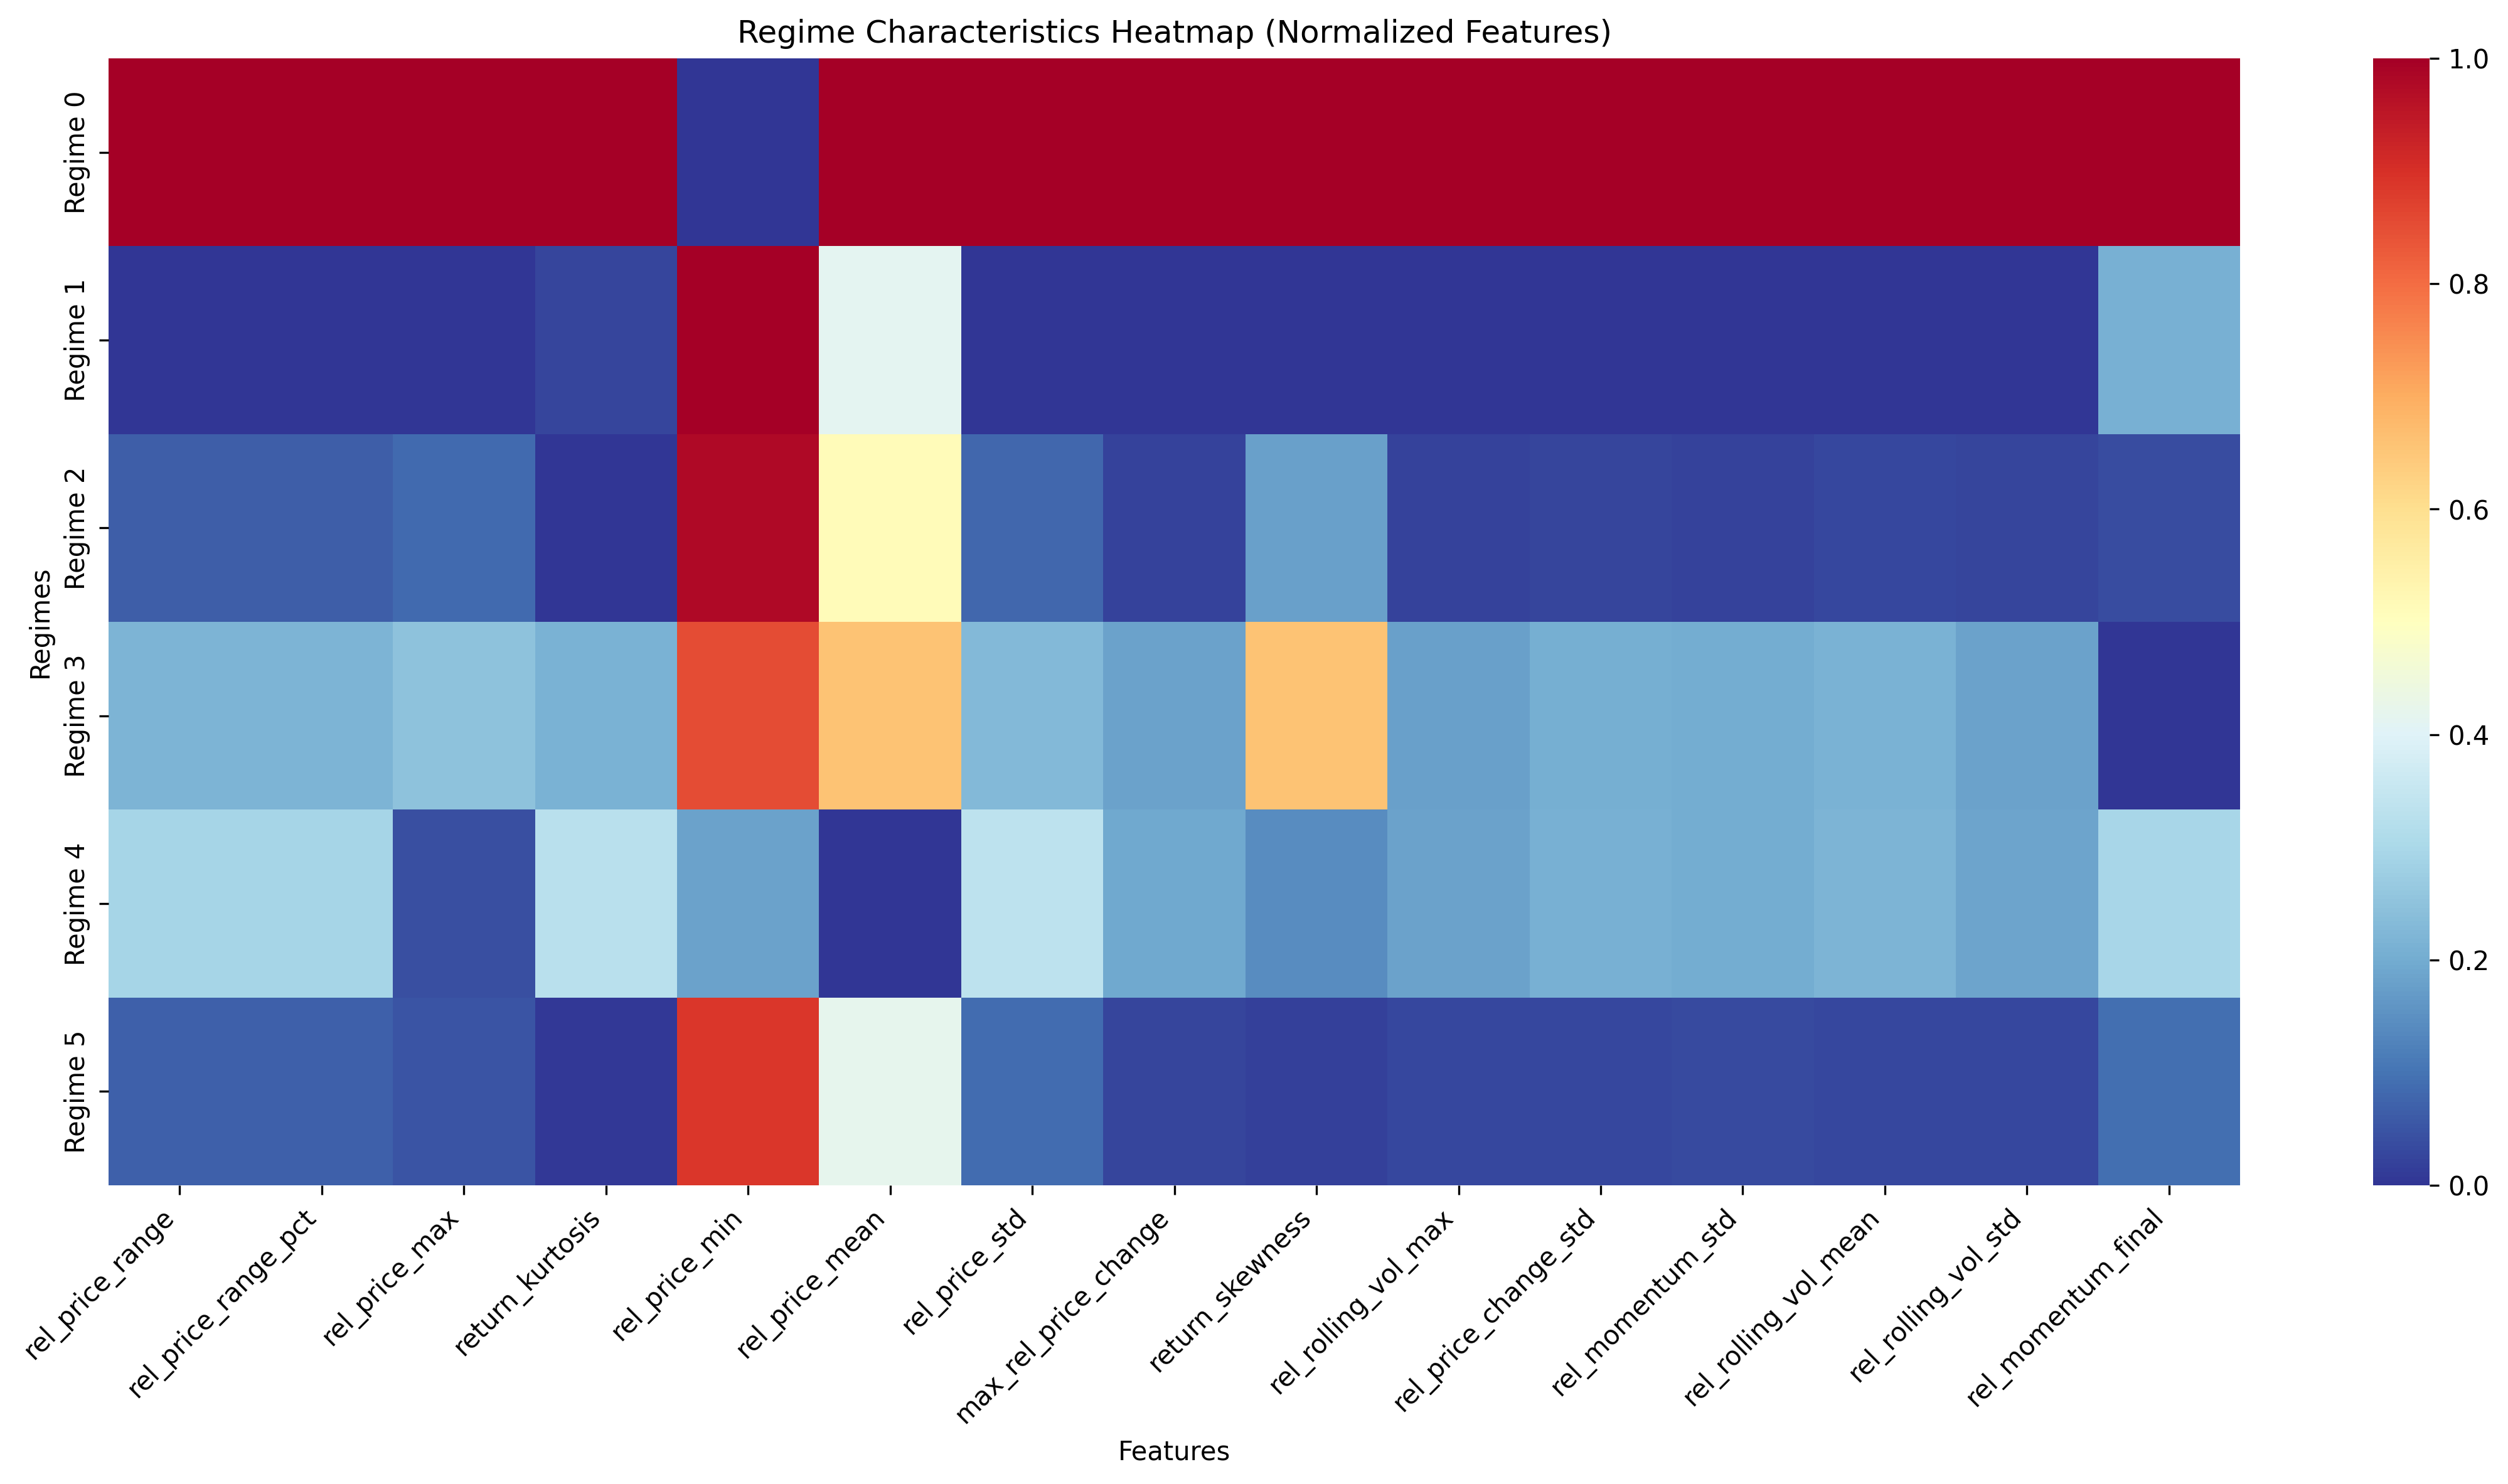 Regime Characteristics Heatmap (Normalized Features)
Regimes
Regime 0
Regime 1
Regime 2
Regime 3
Regime 4
Regime 5
1.0
0.8
0.6
0.4
0.2
0.0
rel_price_range
rel_price_range_pct
rel_price_max
return_kurtosis
rel_price_min
rel_price_mean
rel_price_std
max_rel_price_change
return_skewness
rel_rolling_vol_max
rel_price_change_std
rel_momentum_std
rel_rolling_vol_mean
rel_rolling_vol_std
rel_momentum_final
Features